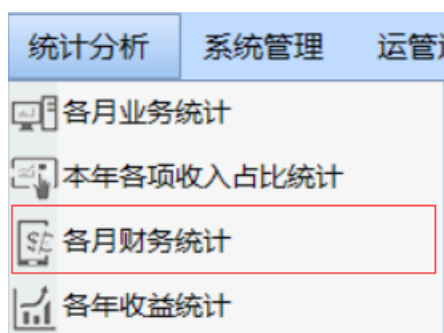 统计分析 系统管理 运管
各月业务统计
本年各项收入占比统计
各月财务统计
各年收益统计